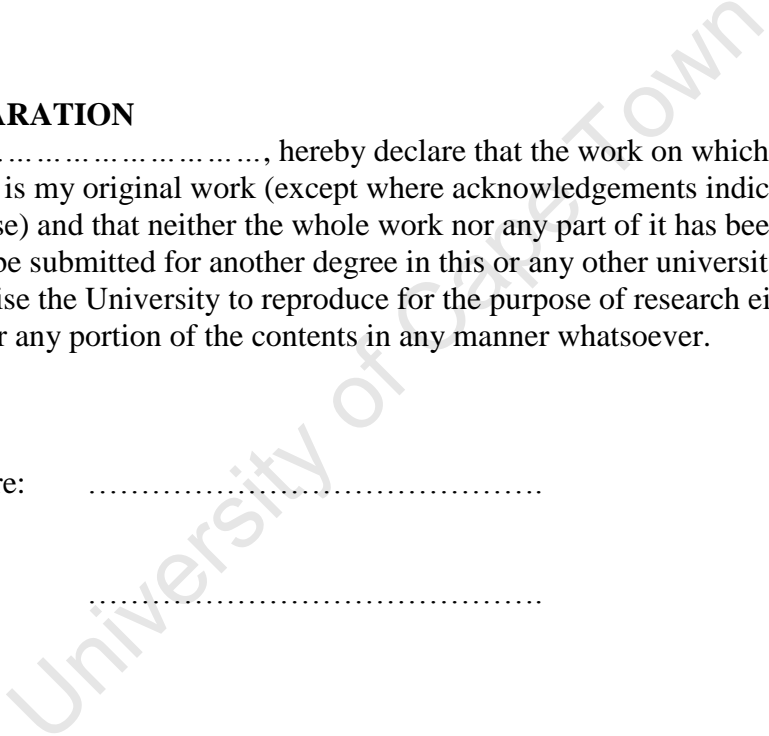 ARATION
…………………………, hereby declare that the work on which
is my original work (except where acknowledgements indic
se) and that neither the whole work nor any part of it has bee
be submitted for another degree in this or any other universit
ise the University to reproduce for the purpose of research ei
r any portion of the contents in any manner whatsoever.
re: …………………………………….
…………………………………….
University of Cape Town